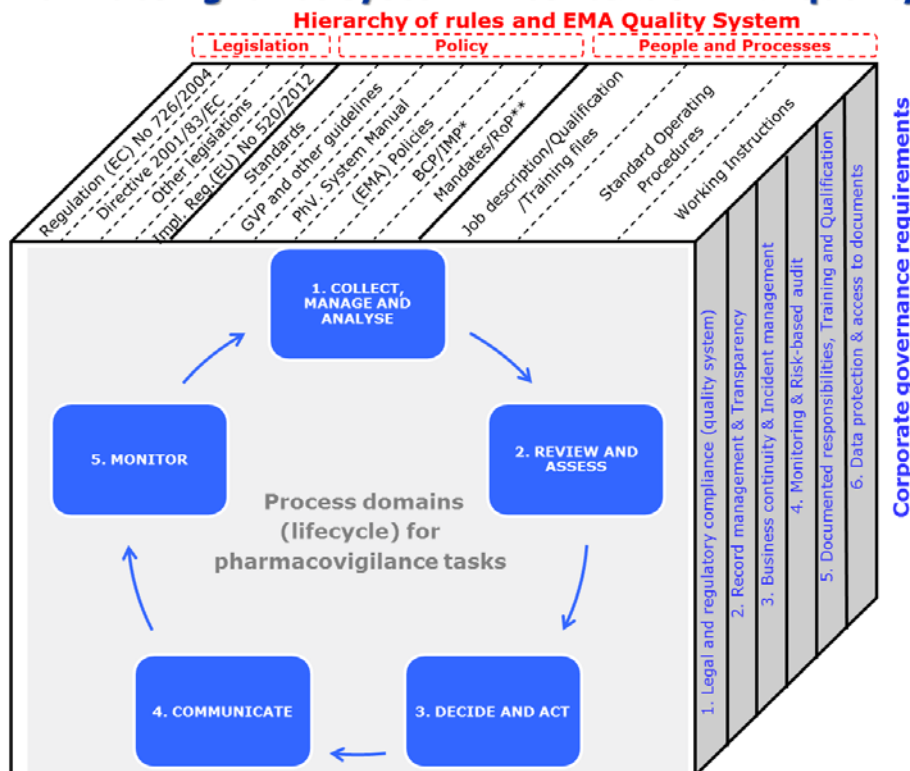 Hierarchy of rules and EMA Quality System
Legislation
Policy
People and Processes
Regulation (EC) No 726/2004
Directive 2001/83/EC
Other legislations
Impl. Reg.(EU) No 520/2012
Standards
GVP and other guidelines
PhV. System Manual
(EMA) Policies
BCP/IMP*
Mandates/RoP**
Job description/Qualification
/Training files
Standard Operating
Procedures
Working Instructions
1. COLLECT,
MANAGE AND
ANALYSE
2. REVIEW AND
ASSESS
3. DECIDE AND ACT
4. COMMUNICATE
5. MONITOR
Process domains
(lifecycle) for
pharmacovigilance tasks
1. Legal and regulatory compliance (quality system)
2. Record management & Transparency
3. Business continuity & Incident management
4. Monitoring & Risk-based audit
5. Documented responsibilities, Training and Qualification
6. Data protection & access to documents
Corporate governance requirements